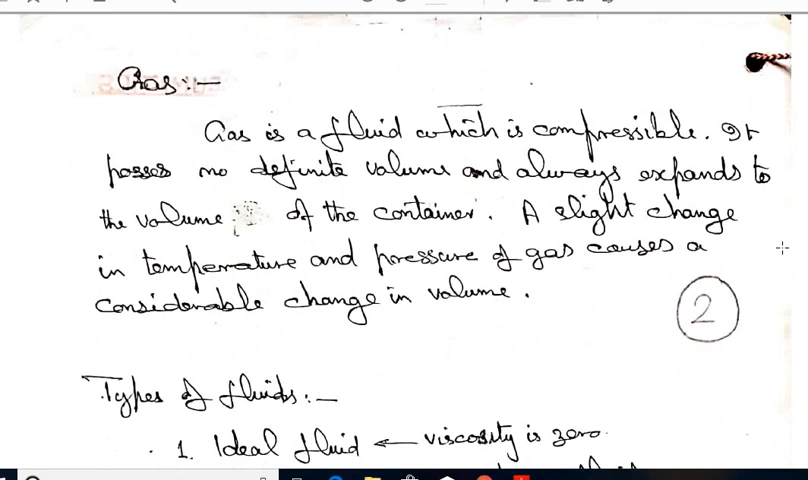 Gas:-
Gas is a fluid which is compressible. It
posses no definite volume and always expands to
the volume of the container. A slight change
in temperature and pressure of gas causes a
considerable change in volume.
2
Types of fluids:-
1. Ideal fluid ← viscosity is zero.